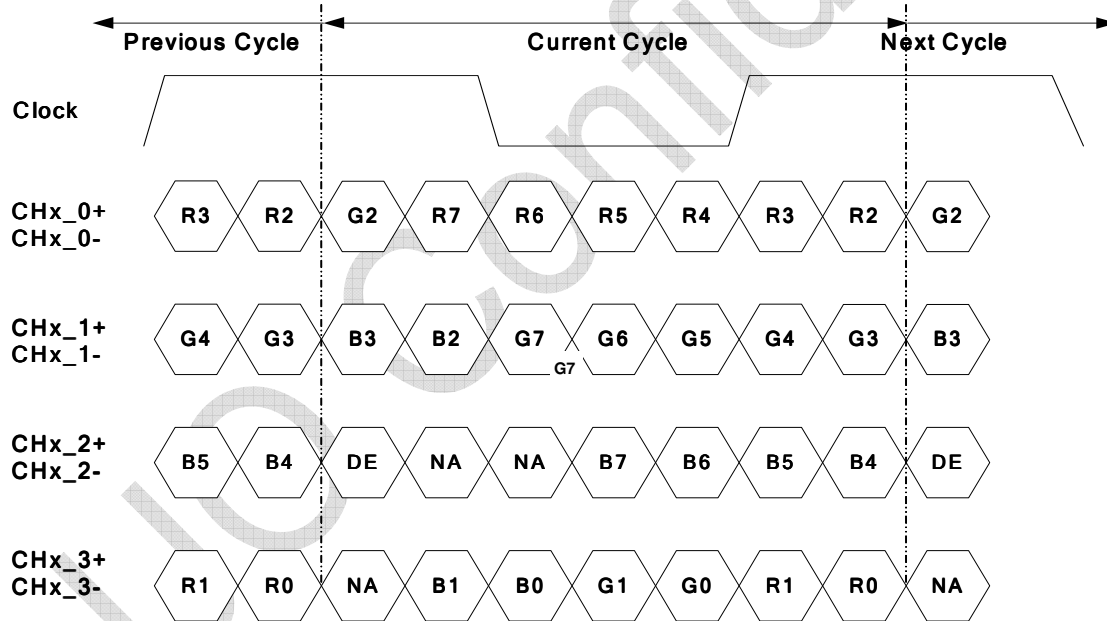 Previous Cycle Current Cycle Next Cycle
Clock
CHx_0+
CHx_0-
R3 R2 G2 R7 R6 R5 R4 R3 R2 G2
CHx_1+
CHx_1-
G4 G3 B3 B2 G7 G6 G5 G4 G3 B3
G7
CHx_2+
CHx_2-
B5 B4 DE NA NA B7 B6 B5 B4 DE
CHx_3+
CHx_3-
R1 R0 NA B1 B0 G1 G0 R1 R0 NA